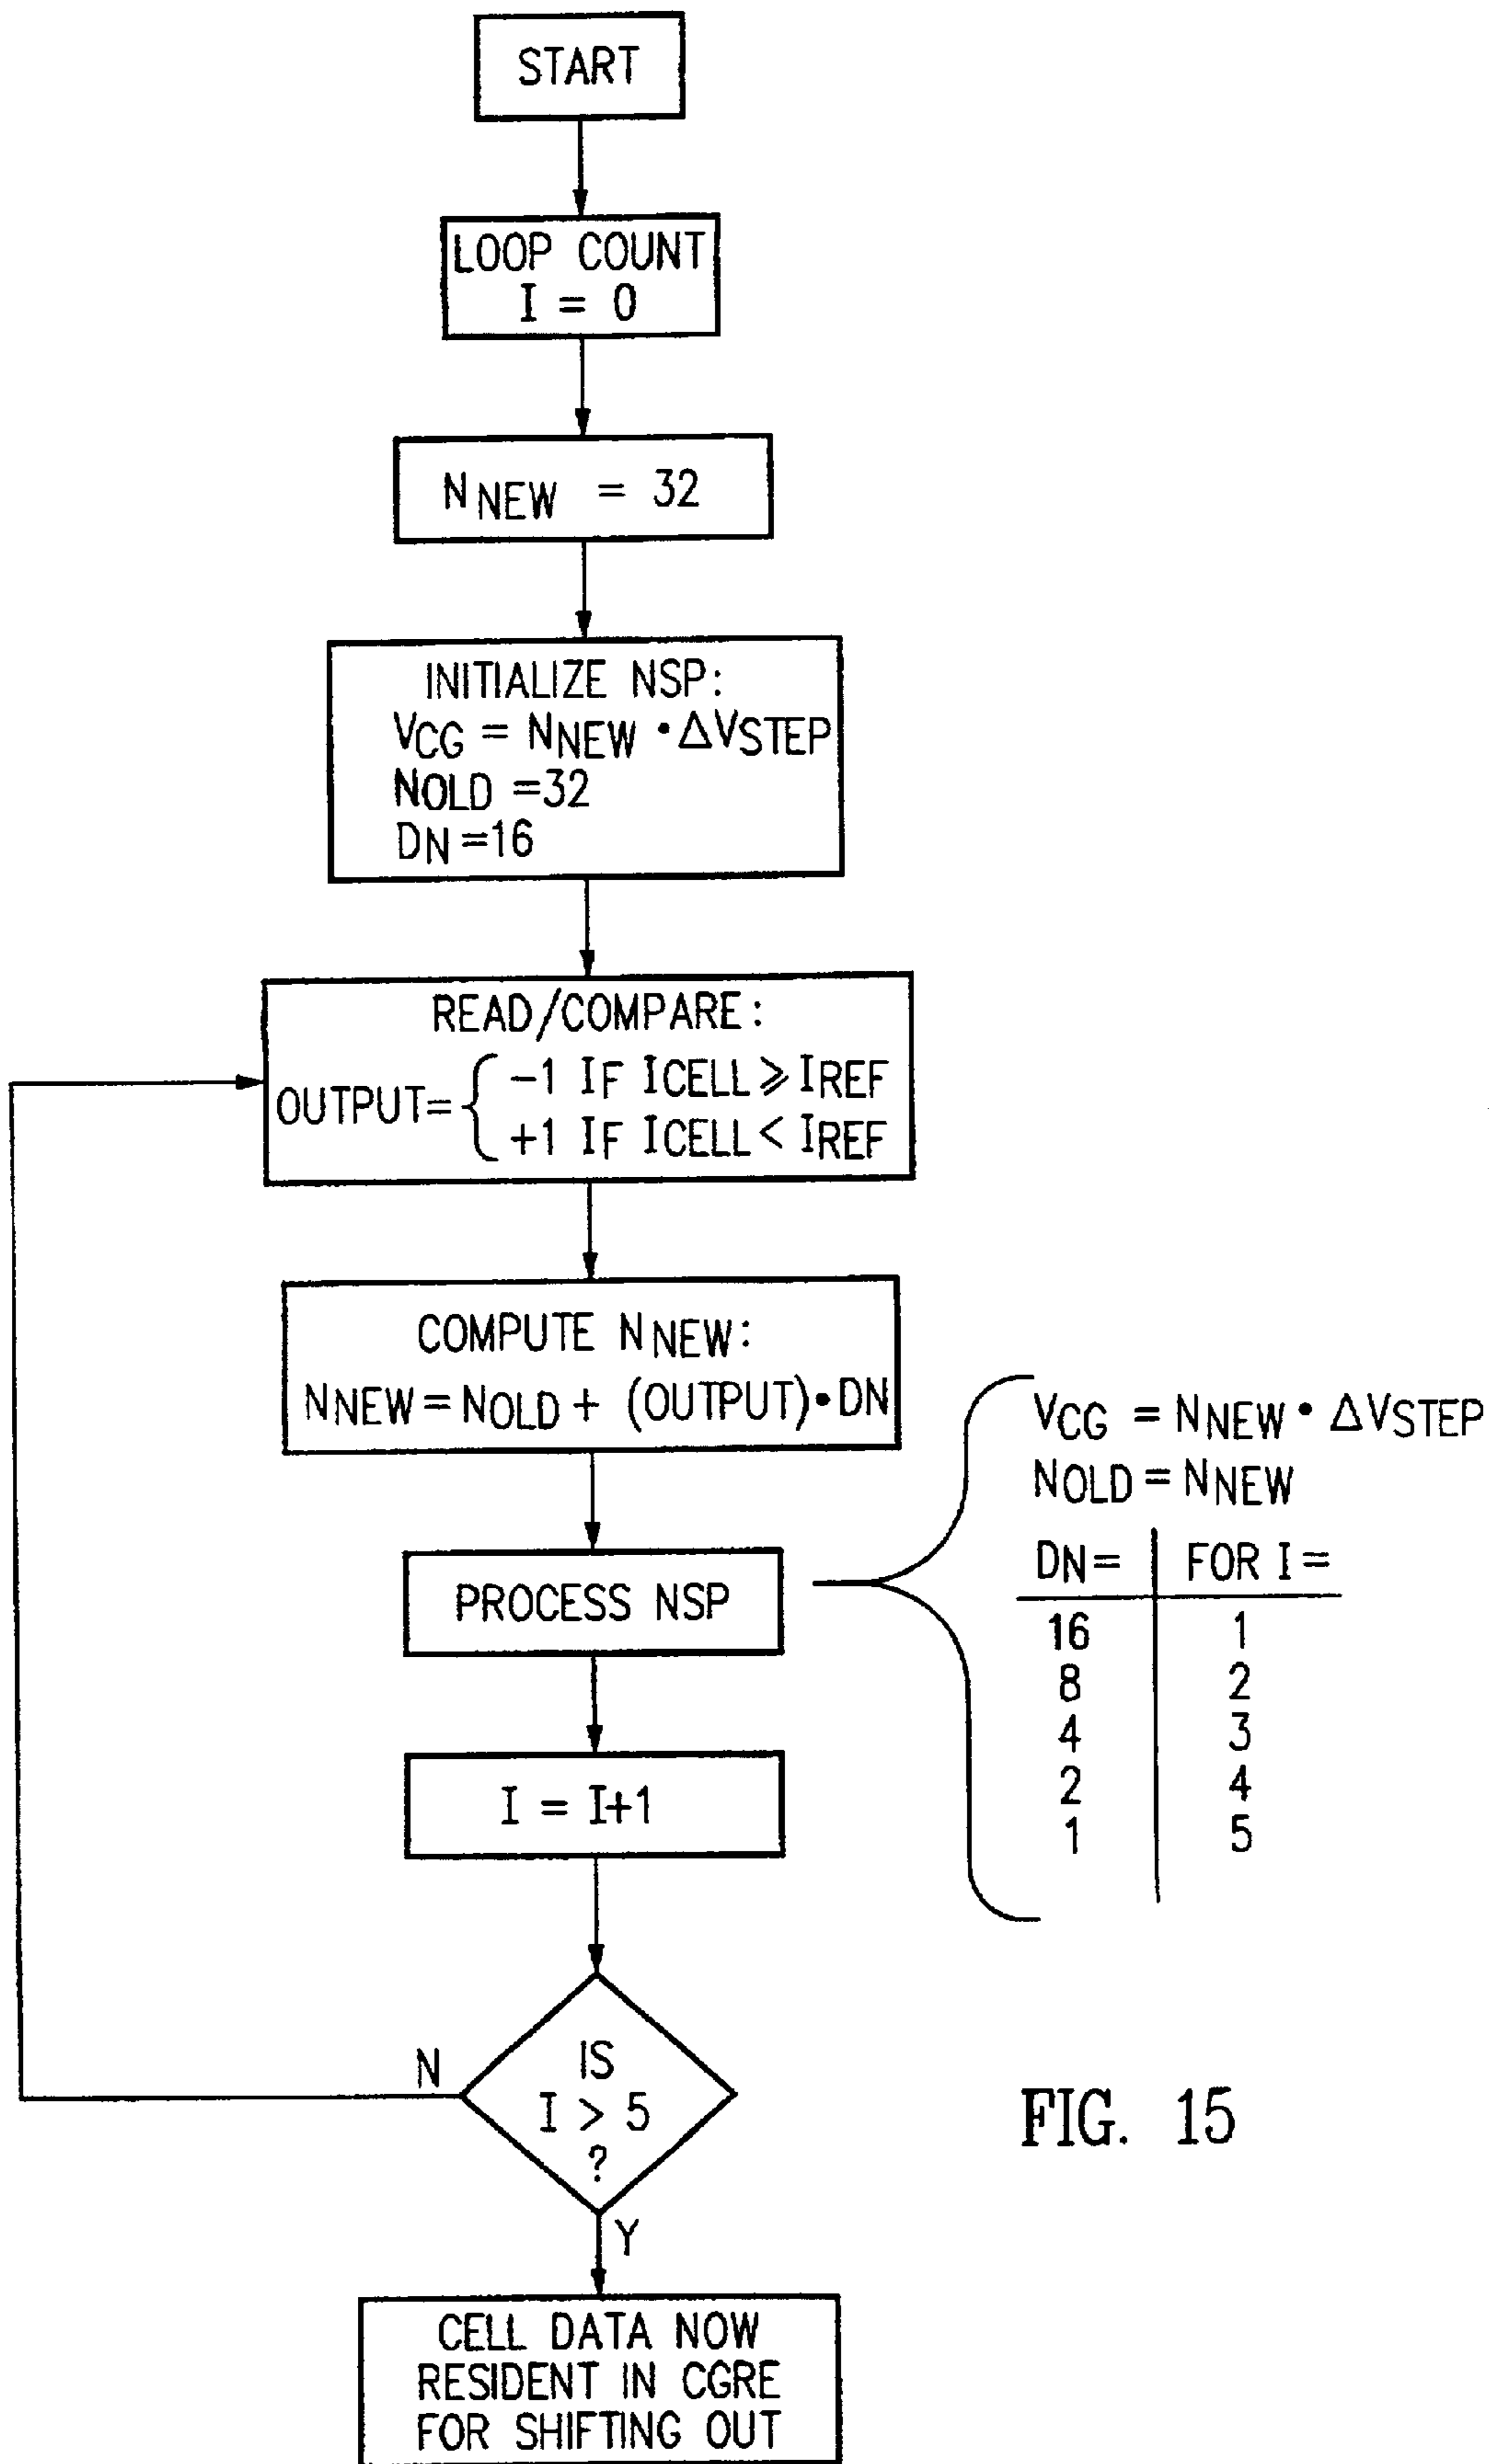 START
LOOP COUNT
I = 0
N NEW = 32
INITIALIZE NSP:
VCG = NNEW • ΔVSTEP
NOLD =32
DN =16
READ/COMPARE:
OUTPUT= { -1 IF ICELL ⩾ IREF
+1 IF ICELL < IREF
COMPUTE NNEW:
NNEW = NOLD + (OUTPUT)• DN
PROCESS NSP
VCG = NNEW • ΔVSTEP
NOLD = NNEW
DN = FOR I =
16 1
8 2
4 3
2 4
1 5
I = I+1
IS
I > 5
?
N
Y
CELL DATA NOW
RESIDENT IN CGRE
FOR SHIFTING OUT
FIG. 15